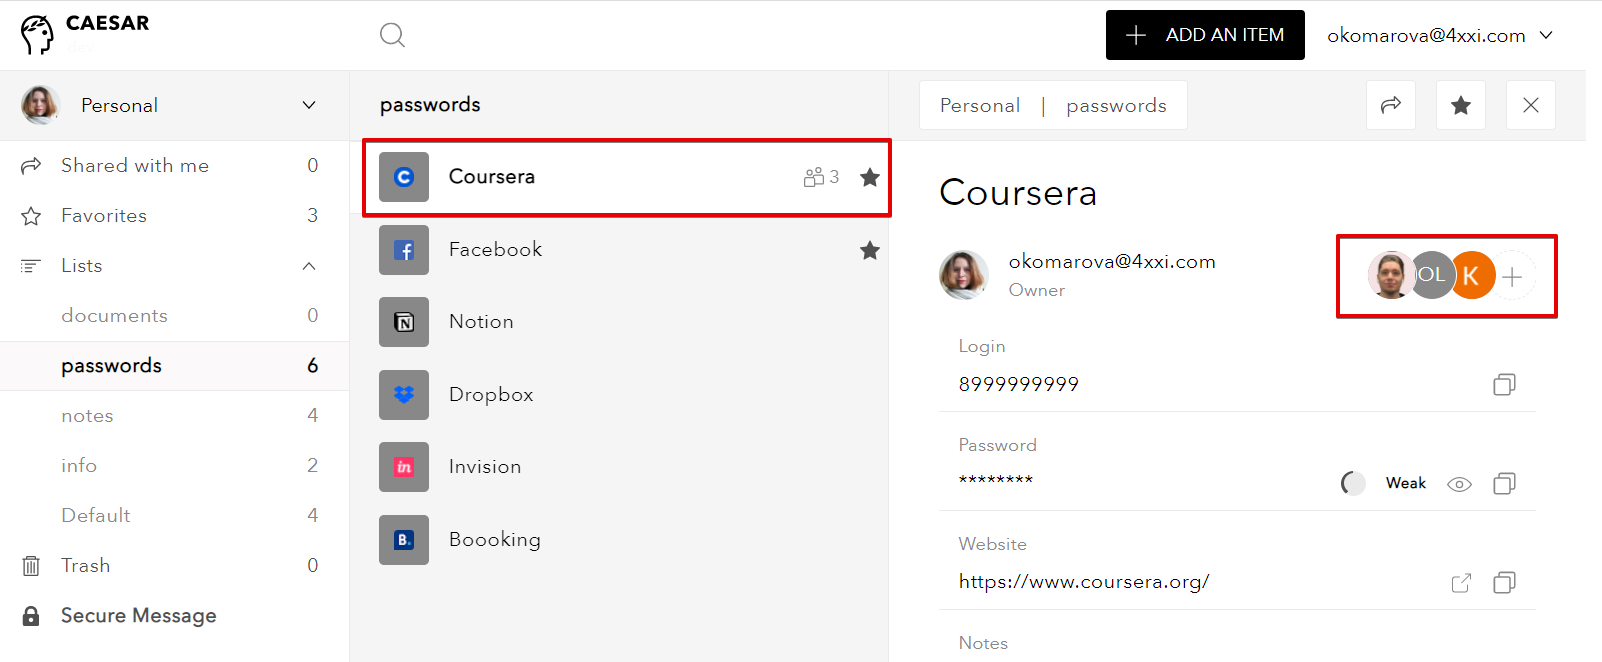 CAESAR
ADD AN ITEM
okomarova@4xxi.com
Personal
Shared with me 0
Favorites 3
Lists
documents 0
passwords 6
notes 4
info 2
Default 4
Trash 0
Secure Message
passwords
Coursera 3
Facebook
Notion
Dropbox
Invision
Boooking
Personal | passwords
Coursera
okomarova@4xxi.com
Owner
OL K
Login
8999999999
Password
******** Weak
Website
https://www.coursera.org/
Notes